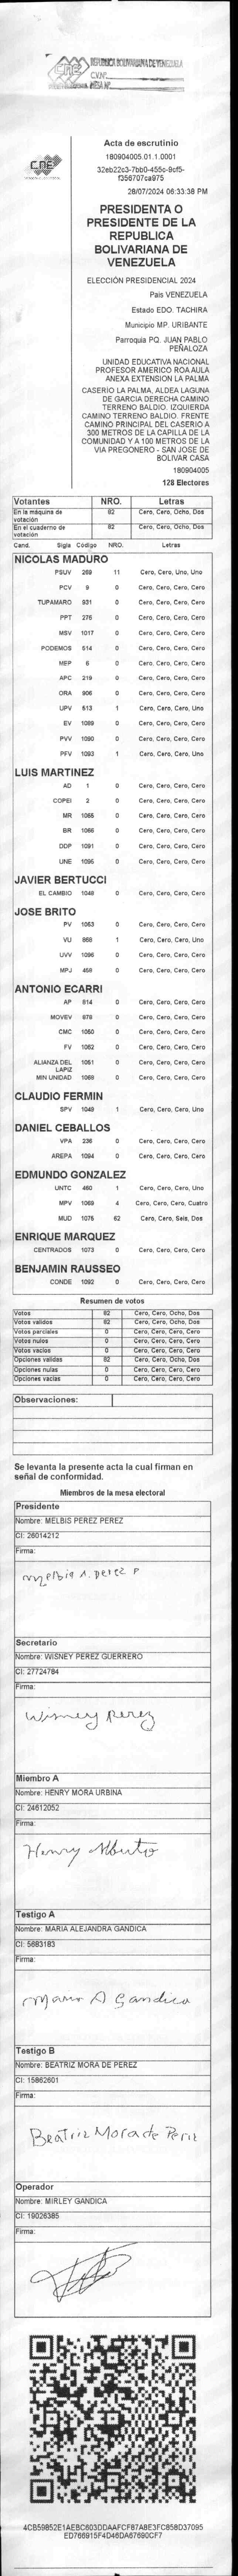 CNE
REPUBLICA BOLIVARIANA DE VENEZUELA
C.V.Nº.
MESA Nº.
CNE
Acta de escrutinio
180904005.01.1.0001
32eb22c3-7bb0-455c-9cf5-
f356707ca975
28/07/2024 06:33:38 PM
PRESIDENTA O
PRESIDENTE DE LA
REPUBLICA
BOLIVARIANA DE
VENEZUELA
ELECCIÓN PRESIDENCIAL 2024
País VENEZUELA
Estado EDO. TACHIRA
Municipio MP. URIBANTE
Parroquia PQ. JUAN PABLO
PEÑALOZA
UNIDAD EDUCATIVA NACIONAL
PROFESOR AMERICO ROA AULA
ANEXA EXTENSION LA PALMA
CASERIO LA PALMA, ALDEA LAGUNA
DE GARCIA DERECHA CAMINO
TERRENO BALDIO. IZQUIERDA
CAMINO TERRENO BALDIO. FRENTE
CAMINO PRINCIPAL DEL CASERIO A
300 METROS DE LA CAPILLA DE LA
COMUNIDAD Y A 100 METROS DE LA
VIA PREGONERO - SAN JOSE DE
BOLIVAR CASA
180904005
128 Electores
Votantes NRO. Letras
En la máquina de votación 82 Cero, Cero, Ocho, Dos
En el cuaderno de votación 82 Cero, Cero, Ocho, Dos
Cand. Sigla Código NRO. Letras
NICOLAS MADURO
PSUV 269 11 Cero, Cero, Uno, Uno
PCV 9 0 Cero, Cero, Cero, Cero
TUPAMARO 931 0 Cero, Cero, Cero, Cero
PPT 275 0 Cero, Cero, Cero, Cero
MSV 1017 0 Cero, Cero, Cero, Cero
PODEMOS 514 0 Cero, Cero, Cero, Cero
MEP 6 0 Cero, Cero, Cero, Cero
APC 219 0 Cero, Cero, Cero, Cero
ORA 906 0 Cero, Cero, Cero, Cero
UPV 513 1 Cero, Cero, Cero, Uno
EV 1089 0 Cero, Cero, Cero, Cero
PVV 1090 0 Cero, Cero, Cero, Cero
PFV 1093 1 Cero, Cero, Cero, Uno
LUIS MARTINEZ
AD 1 0 Cero, Cero, Cero, Cero
COPEI 2 0 Cero, Cero, Cero, Cero
MR 1065 0 Cero, Cero, Cero, Cero
BR 1066 0 Cero, Cero, Cero, Cero
DDP 1091 0 Cero, Cero, Cero, Cero
UNE 1095 0 Cero, Cero, Cero, Cero
JAVIER BERTUCCI
EL CAMBIO 1048 0 Cero, Cero, Cero, Cero
JOSE BRITO
PV 1053 0 Cero, Cero, Cero, Cero
VU 868 1 Cero, Cero, Cero, Uno
UVV 1096 0 Cero, Cero, Cero, Cero
MPJ 458 0 Cero, Cero, Cero, Cero
ANTONIO ECARRI
AP 814 0 Cero, Cero, Cero, Cero
MOVEV 878 0 Cero, Cero, Cero, Cero
CMC 1050 0 Cero, Cero, Cero, Cero
FV 1052 0 Cero, Cero, Cero, Cero
ALIANZA DEL LAPIZ 1051 0 Cero, Cero, Cero, Cero
MIN UNIDAD 1088 0 Cero, Cero, Cero, Cero
CLAUDIO FERMIN
SPV 1049 1 Cero, Cero, Cero, Uno
DANIEL CEBALLOS
VPA 236 0 Cero, Cero, Cero, Cero
AREPA 1094 0 Cero, Cero, Cero, Cero
EDMUNDO GONZALEZ
UNTC 460 1 Cero, Cero, Cero, Uno
MPV 1069 4 Cero, Cero, Cero, Cuatro
MUD 1075 62 Cero, Cero, Seis, Dos
ENRIQUE MARQUEZ
CENTRADOS 1073 0 Cero, Cero, Cero, Cero
BENJAMIN RAUSSEO
CONDE 1092 0 Cero, Cero, Cero, Cero
Resumen de votos
Votos 82 Cero, Cero, Ocho, Dos
Votos validos 82 Cero, Cero, Ocho, Dos
Votos parciales 0 Cero, Cero, Cero, Cero
Votos nulos 0 Cero, Cero, Cero, Cero
Votos vacios 0 Cero, Cero, Cero, Cero
Opciones validas 82 Cero, Cero, Ocho, Dos
Opciones nulas 0 Cero, Cero, Cero, Cero
Opciones vacias 0 Cero, Cero, Cero, Cero
Observaciones:
Se levanta la presente acta la cual firman en
señal de conformidad.
Miembros de la mesa electoral
Presidente
Nombre: MELBIS PEREZ PEREZ
CI: 26014212
Firma:
Melbis A. Perez P
Secretario
Nombre: WISNEY PEREZ GUERRERO
CI: 27724784
Firma:
Wisney Perez
Miembro A
Nombre: HENRY MORA URBINA
CI: 24612052
Firma:
Henry Alberto
Testigo A
Nombre: MARIA ALEJANDRA GANDICA
CI: 5683183
Firma:
Maria A Gandica
Testigo B
Nombre: BEATRIZ MORA DE PEREZ
CI: 15862601
Firma:
Beatriz Mora de Perez
Operador
Nombre: MIRLEY GANDICA
CI: 19026385
Firma:
4CB59852E1AEBC603DDAAFCF87A8E3FC858D37095
ED766915F4D46DA67690CF7